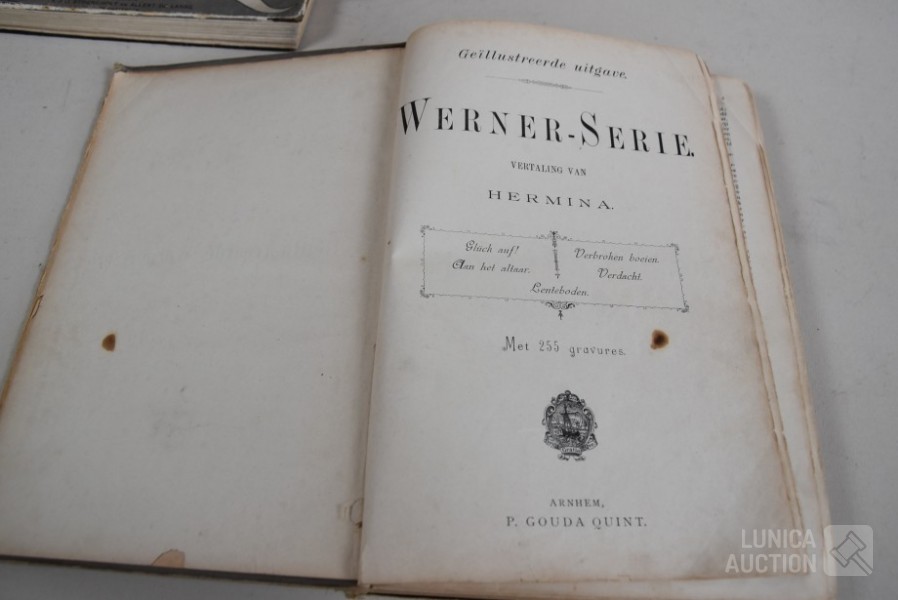 Geïllustreerde uitgave.
WERNER-SERIE.
VERTALING VAN
HERMINA.
Glück auf!
Aan het altaar.
Verbroken boeien.
Verdacht.
Lenteboden.
Met 255 gravures.
ARNHEM,
P. GOUDA QUINT.
LUNICA
AUCTION